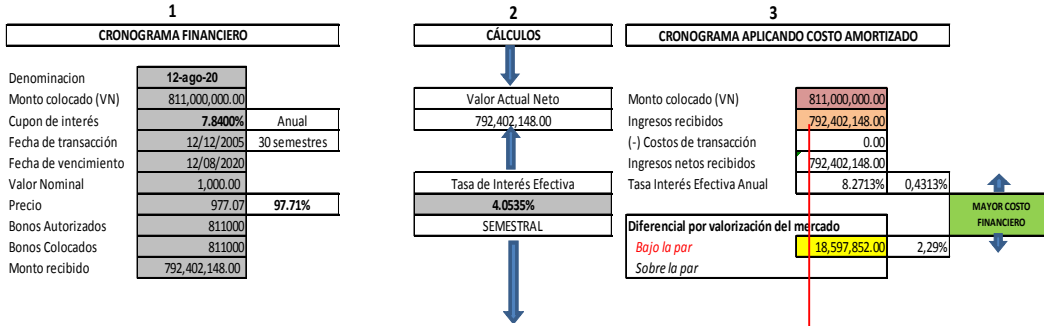 1
2
3
CRONOGRAMA FINANCIERO
CÁLCULOS
CRONOGRAMA APLICANDO COSTO AMORTIZADO
Denominacion 12-ago-20
Monto colocado (VN) 811,000,000.00
Cupon de interés 7.8400% Anual
Fecha de transacción 12/12/2005 30 semestres
Fecha de vencimiento 12/08/2020
Valor Nominal 1,000.00
Precio 977.07 97.71%
Bonos Autorizados 811000
Bonos Colocados 811000
Monto recibido 792,402,148.00
Valor Actual Neto
792,402,148.00
Tasa de Interés Efectiva
4.0535%
SEMESTRAL
Monto colocado (VN) 811,000,000.00
Ingresos recibidos 792,402,148.00
(-) Costos de transacción 0.00
Ingresos netos recibidos 792,402,148.00
Tasa Interés Efectiva Anual 8.2713% 0,4313%
MAYOR COSTO
FINANCIERO
Diferencial por valorización del mercado
Bajo la par 18,597,852.00 2,29%
Sobre la par